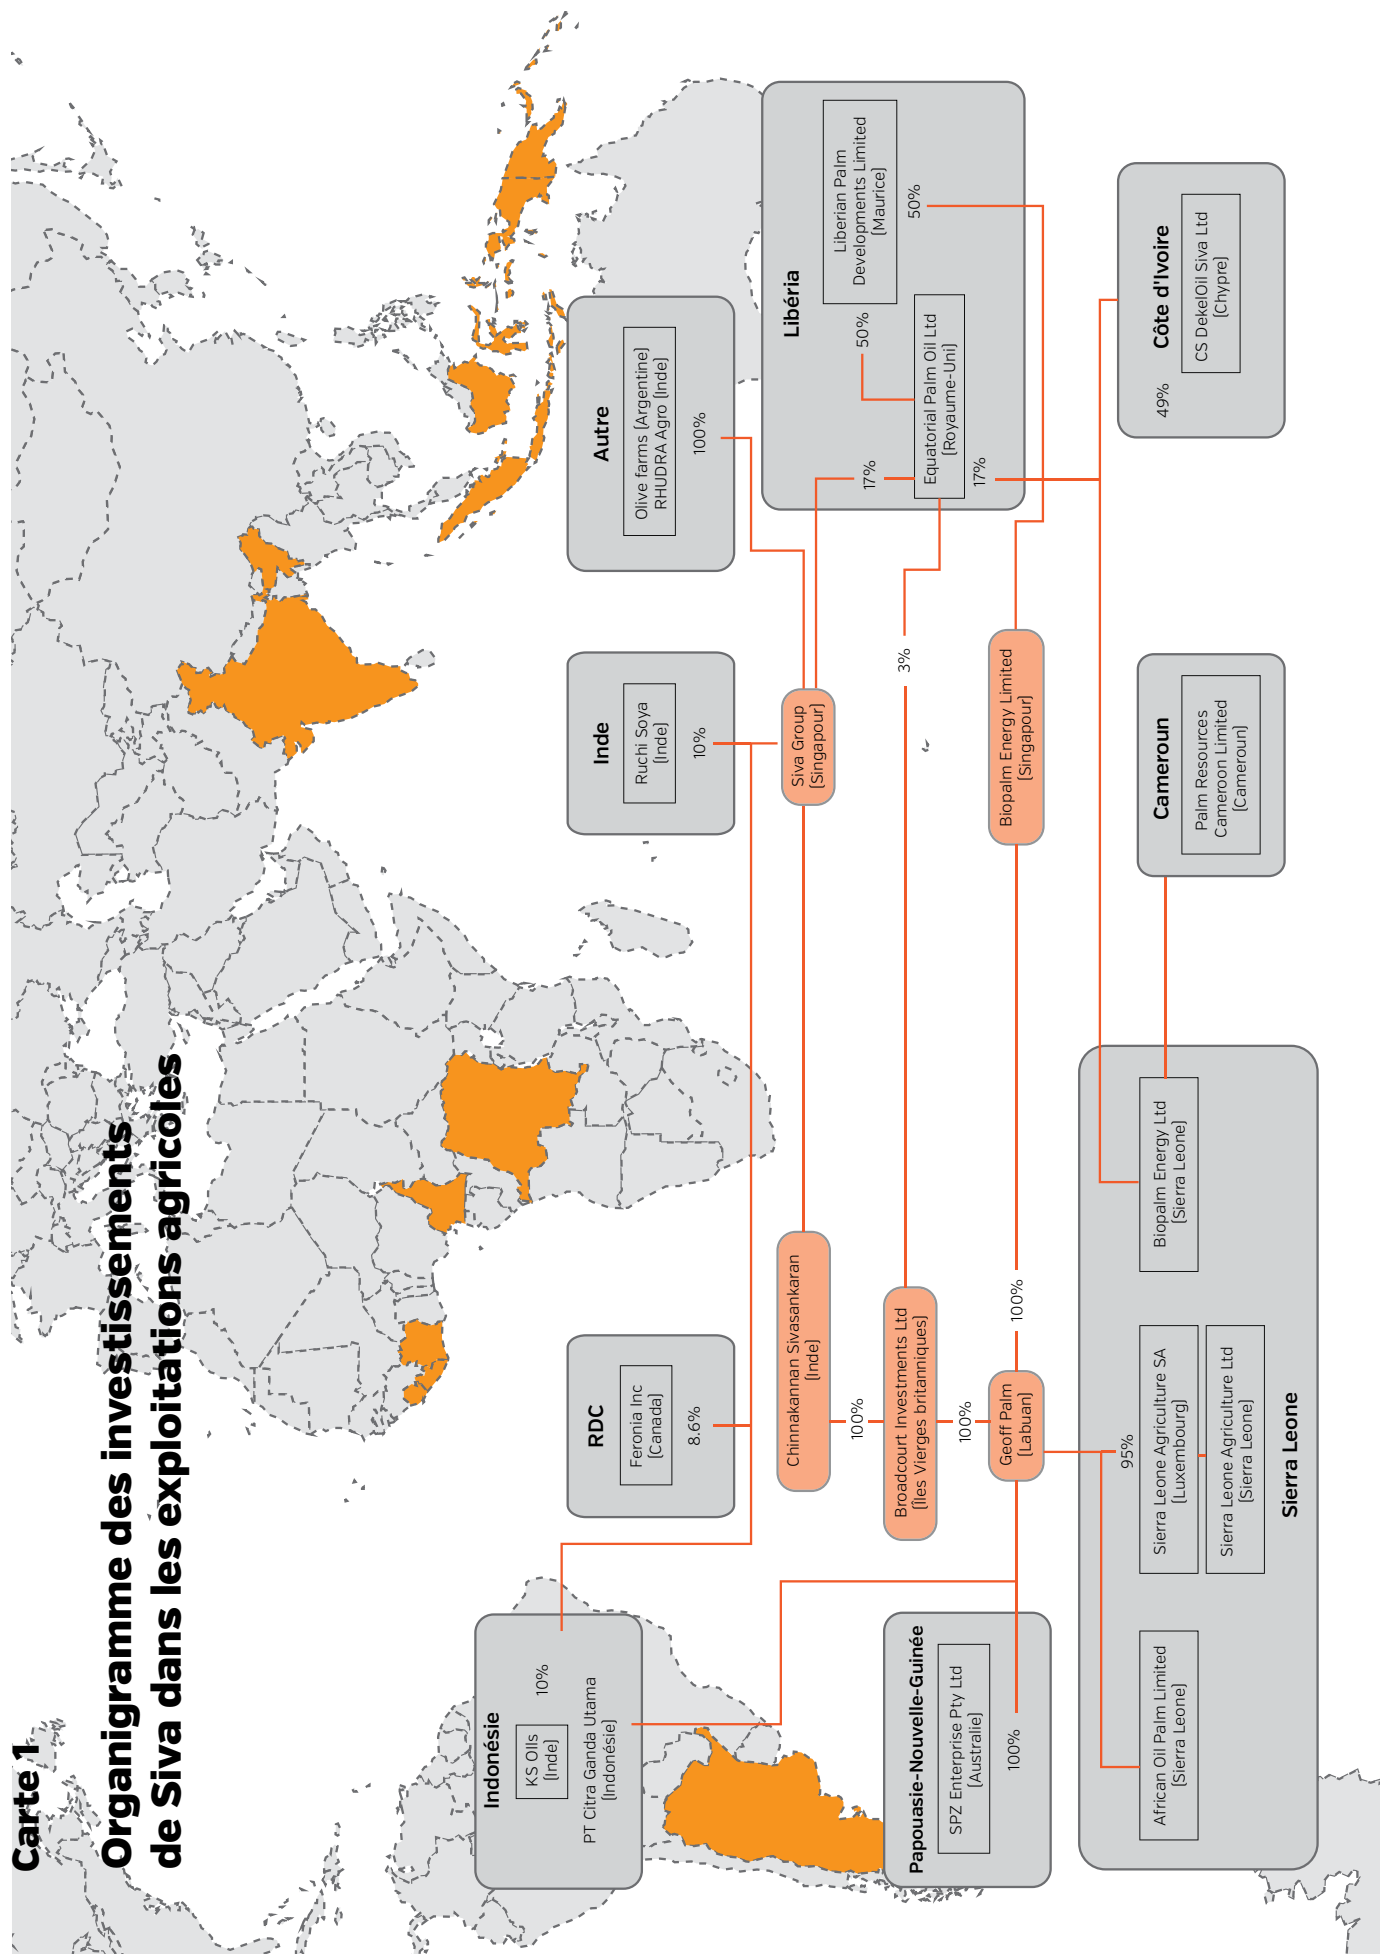 Carte 1
Organigramme des investissements
de Siva dans les exploitations agricoles
Indonésie
KS OIls
(Inde)
10%
PT Citra Ganda Utama
(Indonésie)
RDC
Feronia Inc
(Canada)
8.6%
Inde
Ruchi Soya
(Inde)
10%
Autre
Olive farms (Argentine)
RHUDRA Agro (Inde)
100%
Chinnakannan Sivasankaran
(Inde)
Siva Group
(Singapour)
Libéria
Liberian Palm
Developments Limited
(Maurice)
50%
50%
17%
Equatorial Palm Oil Ltd
(Royaume-Uni)
17%
100%
Broadcourt Investments Ltd
(Îles Vierges britanniques)
3%
Papouasie-Nouvelle-Guinée
SPZ Enterprise Pty Ltd
(Australie)
100%
100%
Geoff Palm
(Labuan)
100%
Biopalm Energy Limited
(Singapour)
95%
African Oil Palm Limited
(Sierra Leone)
Sierra Leone Agriculture SA
(Luxembourg)
Sierra Leone Agriculture Ltd
(Sierra Leone)
Biopalm Energy Ltd
(Sierra Leone)
Sierra Leone
Cameroun
Palm Resources
Cameroon Limited
(Cameroun)
Côte d'Ivoire
49%
CS DekelOil Siva Ltd
(Chypre)